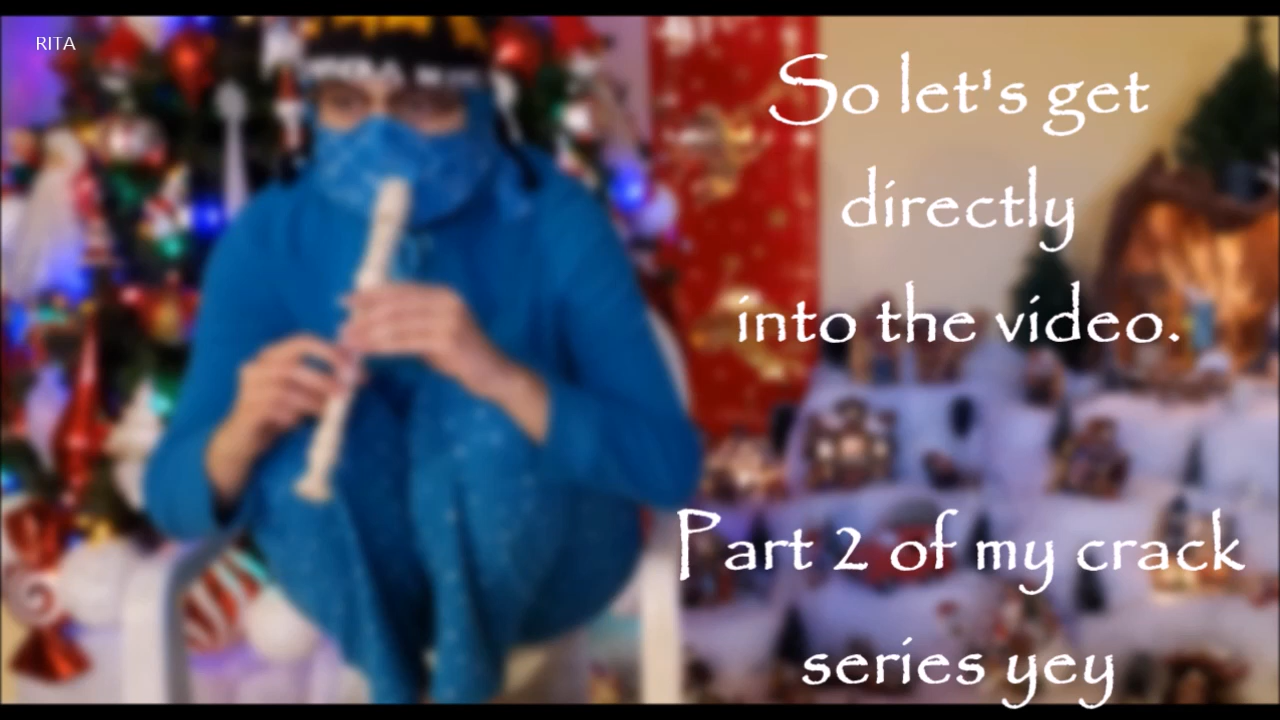 RITA
So let's get
directly
into the video.
Part 2 of my crack
series yey